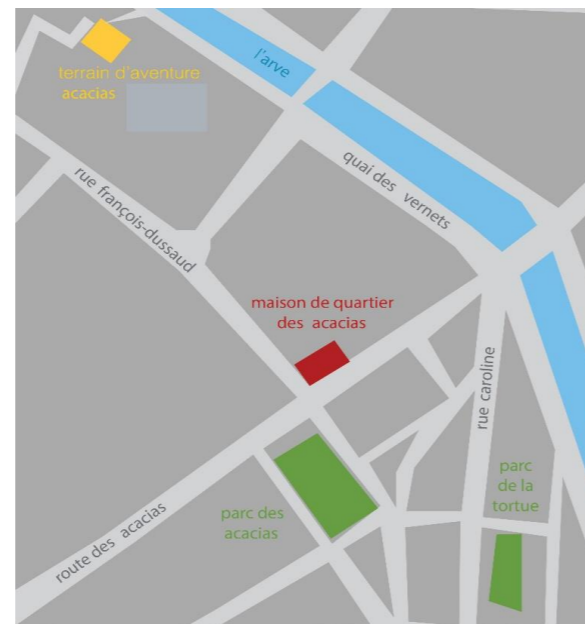 l'arve
terrain d'aventure
acacias
quai des vernets
rue françois-dussaud
maison de quartier
des acacias
rue caroline
parc
de la
tortue
parc des
acacias
route des acacias